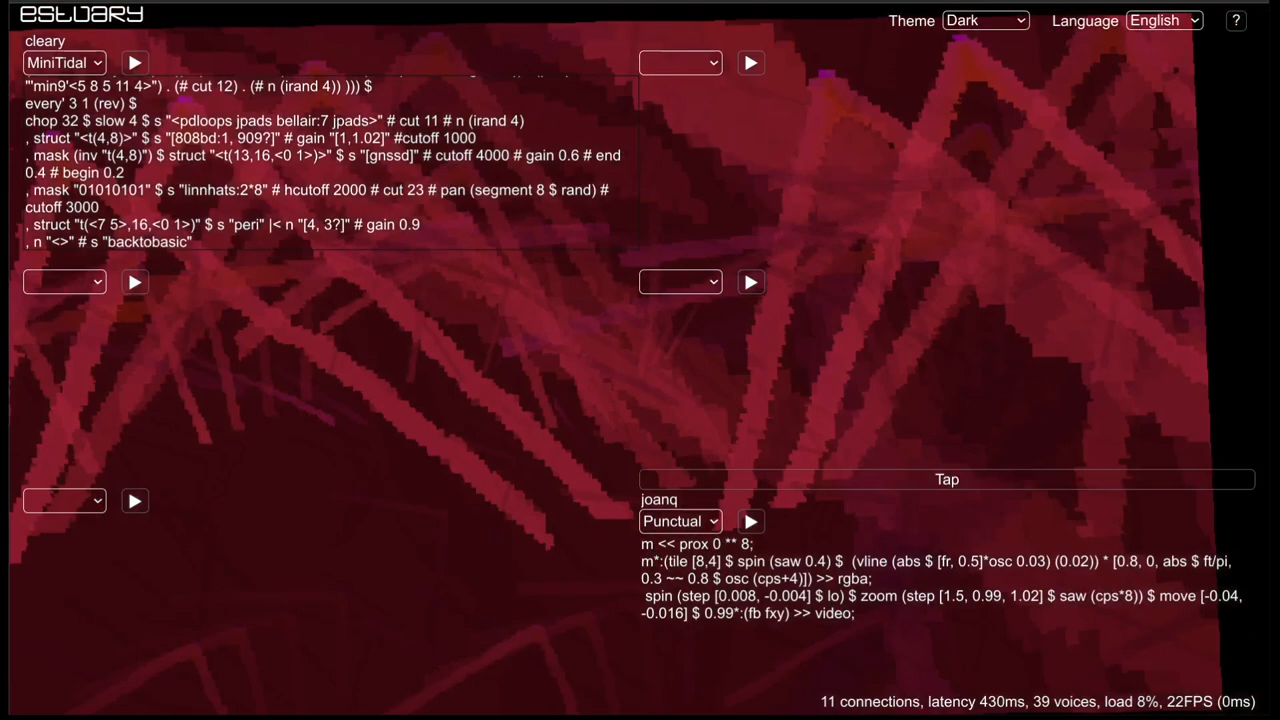 ESTUARY
Theme Dark Language English ?
cleary
MiniTidal
"'min9'<5 8 5 11 4>") . (# cut 12) . (# n (irand 4)) ))) $
every' 3 1 (rev) $
chop 32 $ slow 4 $ s "<pdloops jpads bellair:7 jpads>" # cut 11 # n (irand 4)
, struct "<t(4,8)>" $ s "[808bd:1, 909?]" # gain "[1,1.02]" #cutoff 1000
, mask (inv "t(4,8)") $ struct "<t(13,16,<0 1>)>" $ s "[gnssd]" # cutoff 4000 # gain 0.6 # end
0.4 # begin 0.2
, mask "01010101" $ s "linnhats:2*8" # hcutoff 2000 # cut 23 # pan (segment 8 $ rand) #
cutoff 3000
, struct "t(<7 5>,16,<0 1>)" $ s "peri" |< n "[4, 3?]" # gain 0.9
, n "<>" # s "backtobasic"
Tap
joanq
Punctual
m << prox 0 ** 8;
m*:(tile [8,4] $ spin (saw 0.4) $ (vline (abs $ [fr, 0.5]*osc 0.03) (0.02)) * [0.8, 0, abs $ ft/pi,
0.3 ~~ 0.8 $ osc (cps+4)]) >> rgba;
spin (step [0.008, -0.004] $ lo) $ zoom (step [1.5, 0.99, 1.02] $ saw (cps*8)) $ move [-0.04,
-0.016] $ 0.99*:(fb fxy) >> video;
11 connections, latency 430ms, 39 voices, load 8%, 22FPS (0ms)